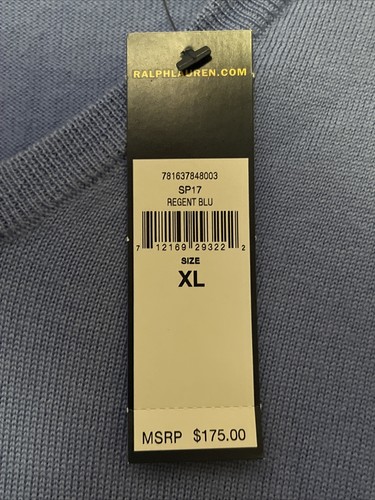 RALPHLAUREN.COM
781637848003
SP17
REGENT BLU
7 12169 29322 2
SIZE
XL
MSRP $175.00